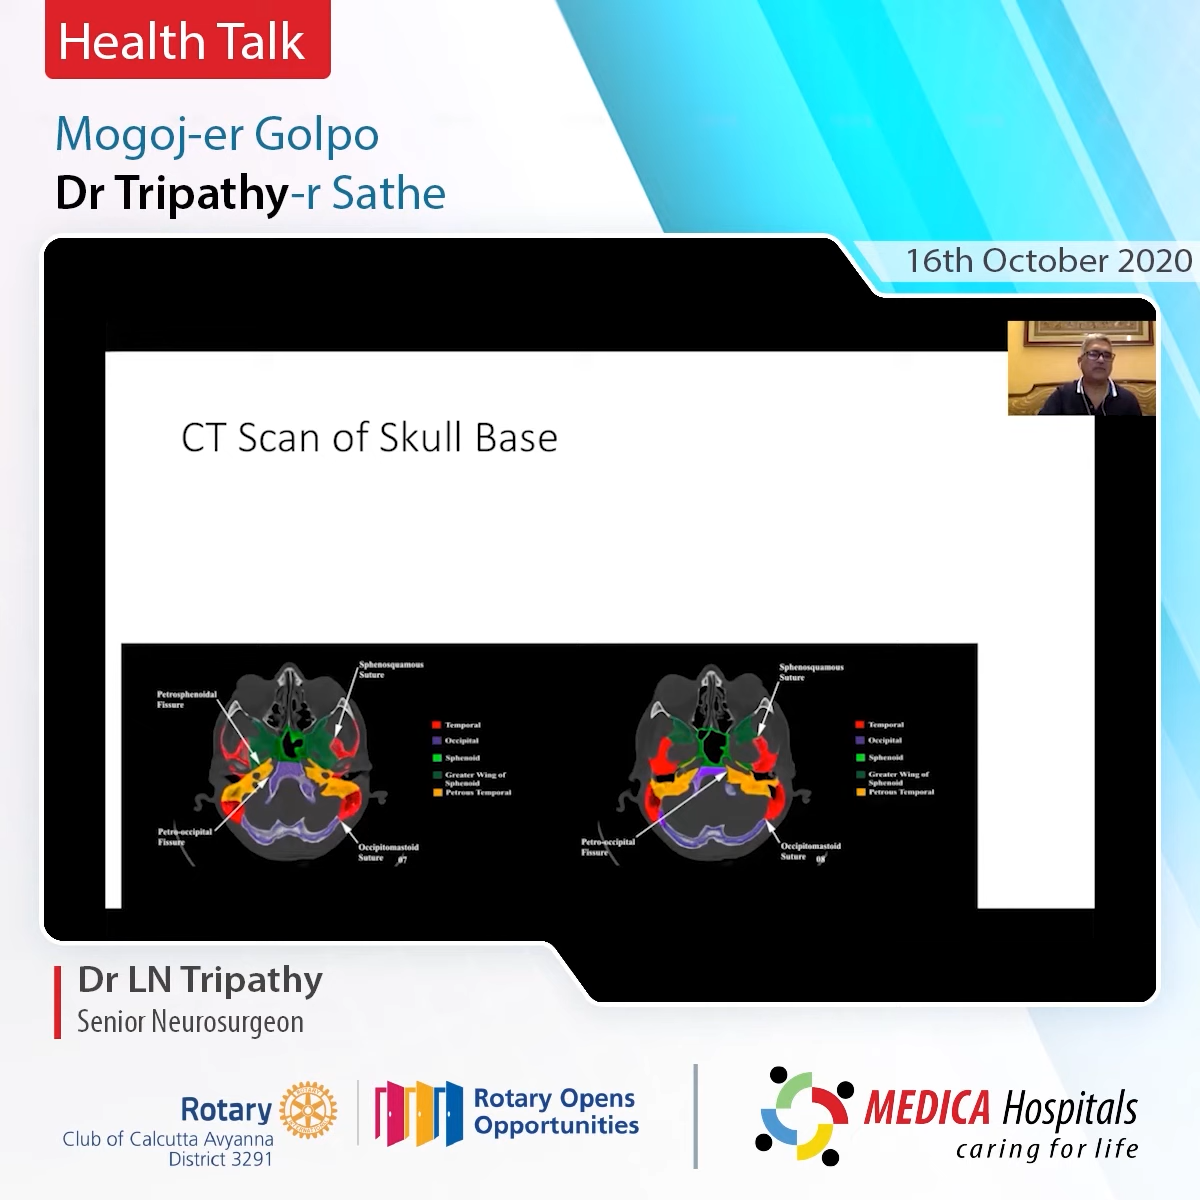 Health Talk
Mogoj-er Golpo
Dr Tripathy-r Sathe
16th October 2020
CT Scan of Skull Base
Sphenosquamous
Suture
Petrosphenoidal
Fissure
Temporal
Occipital
Sphenoid
Greater Wing of
Sphenoid
Petrous Temporal
Petro-occipital
Fissure
Occipitomastoid
Suture 07
Sphenosquamous
Suture
Temporal
Occipital
Sphenoid
Greater Wing of
Sphenoid
Petrous Temporal
Petro-occipital
Fissure
Occipitomastoid
Suture 08
Dr LN Tripathy
Senior Neurosurgeon
Rotary
Club of Calcutta Avyanna
District 3291
Rotary Opens
Opportunities
MEDICA Hospitals
caring for life